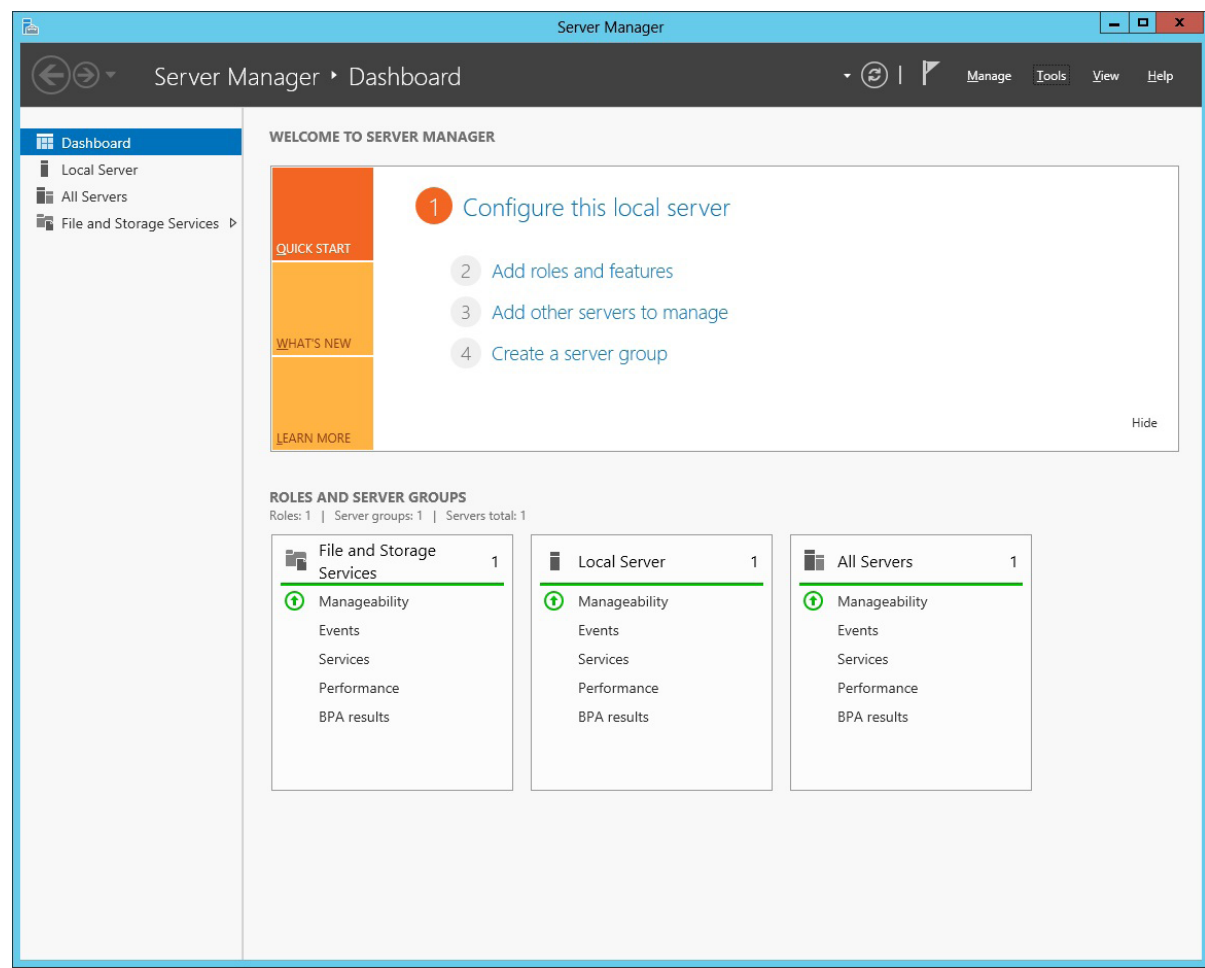 Server Manager
Server Manager ‣ Dashboard
Manage Tools View Help
Dashboard
Local Server
All Servers
File and Storage Services
WELCOME TO SERVER MANAGER
QUICK START
WHAT'S NEW
LEARN MORE
1 Configure this local server
2 Add roles and features
3 Add other servers to manage
4 Create a server group
Hide
ROLES AND SERVER GROUPS
Roles: 1 | Server groups: 1 | Servers total: 1
File and Storage
Services 1
Manageability
Events
Services
Performance
BPA results
Local Server 1
Manageability
Events
Services
Performance
BPA results
All Servers 1
Manageability
Events
Services
Performance
BPA results